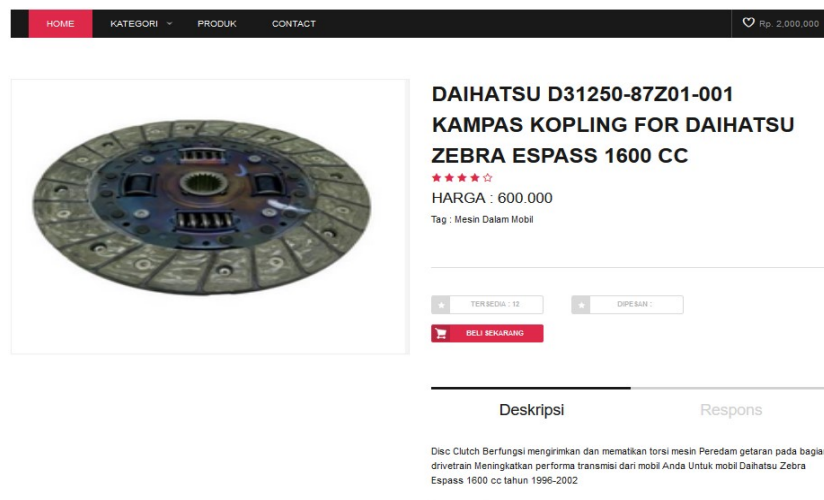 HOME KATEGORI PRODUK CONTACT Rp. 2,000,000
DAIHATSU D31250-87Z01-001
KAMPAS KOPLING FOR DAIHATSU
ZEBRA ESPASS 1600 CC
HARGA : 600.000
Tag : Mesin Dalam Mobil
TERSEDIA : 12 DIPESAN :
BELI SEKARANG
Deskripsi Respons
Disc Clutch Berfungsi mengirimkan dan mematikan torsi mesin Peredam getaran pada bagian
drivetrain Meningkatkan performa transmisi dari mobil Anda Untuk mobil Daihatsu Zebra
Espass 1600 cc tahun 1996-2002